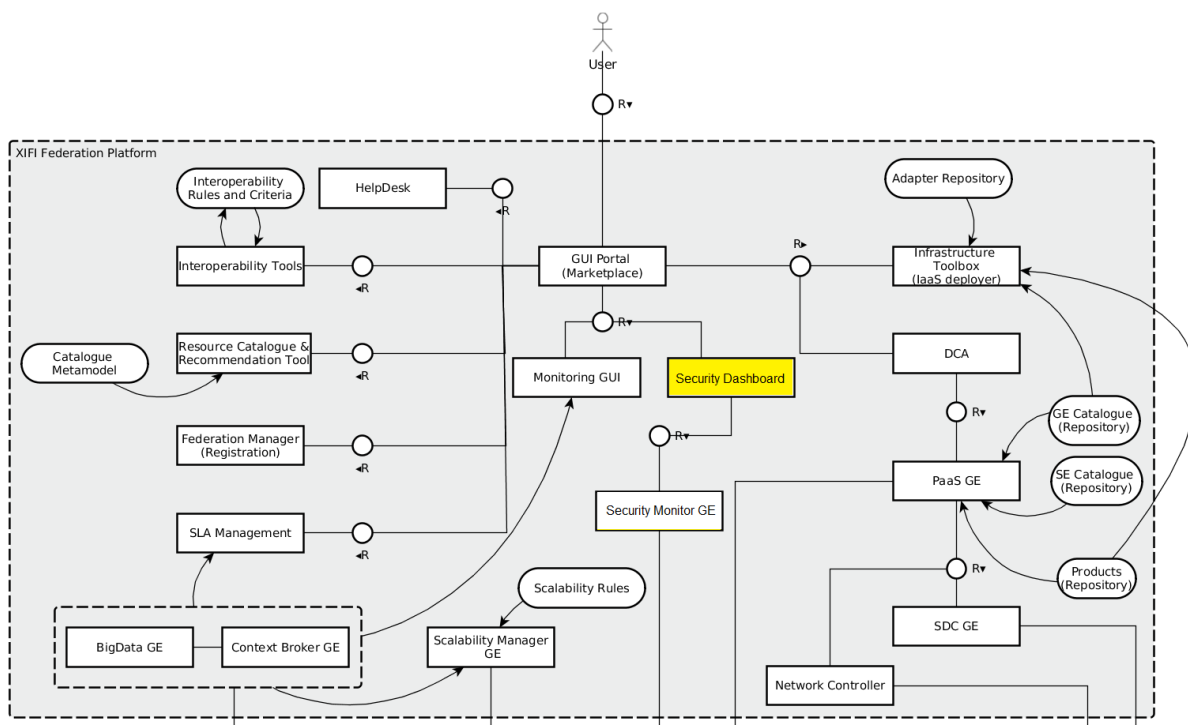 User
R▾
XIFI Federation Platform
Interoperability
Rules and Criteria
HelpDesk
◂R
Adapter Repository
Interoperability Tools
◂R
GUI Portal
(Marketplace)
R▸
Infrastructure
Toolbox
(IaaS deployer)
R▾
Catalogue
Metamodel
Resource Catalogue &
Recommendation Tool
◂R
Monitoring GUI
Security Dashboard
DCA
R▾
GE Catalogue
(Repository)
Federation Manager
(Registration)
◂R
R▾
PaaS GE
SE Catalogue
(Repository)
Security Monitor GE
SLA Management
◂R
R▾
Products
(Repository)
Scalability Rules
BigData GE
Context Broker GE
Scalability Manager
GE
SDC GE
Network Controller